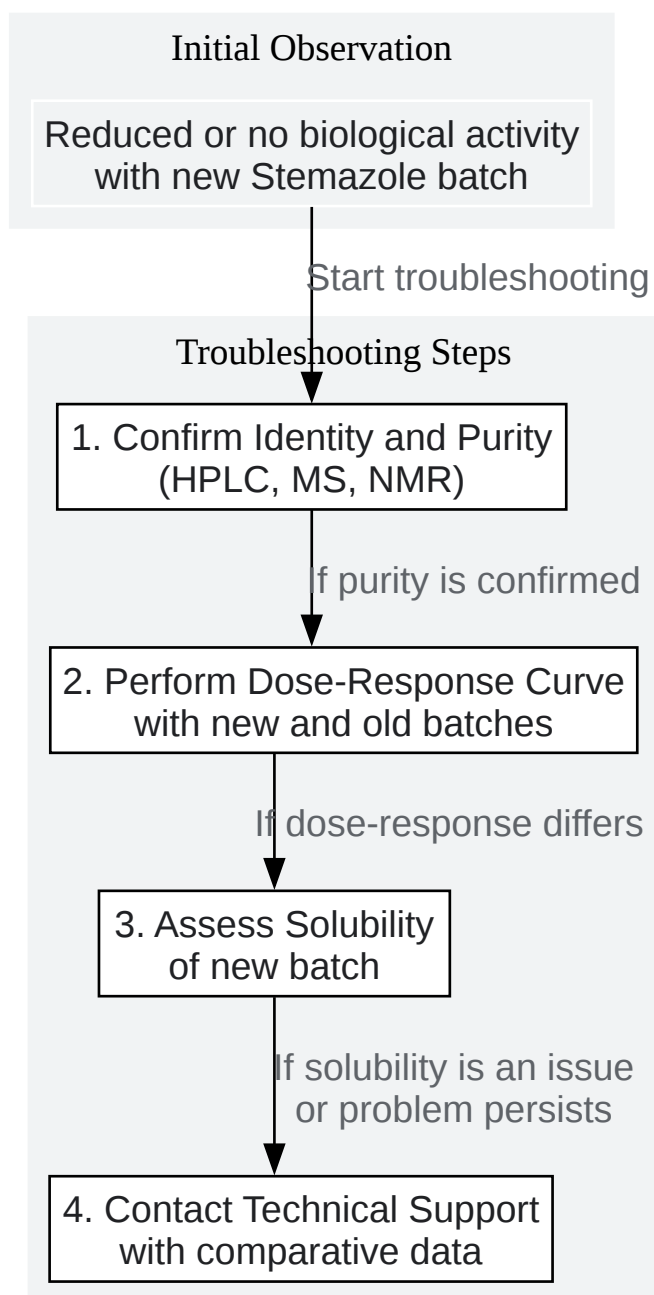 Initial Observation
Reduced or no biological activity
with new Stemazole batch
Start troubleshooting
Troubleshooting Steps
1. Confirm Identity and Purity
(HPLC, MS, NMR)
If purity is confirmed
2. Perform Dose-Response Curve
with new and old batches
If dose-response differs
3. Assess Solubility
of new batch
If solubility is an issue
or problem persists
4. Contact Technical Support
with comparative data